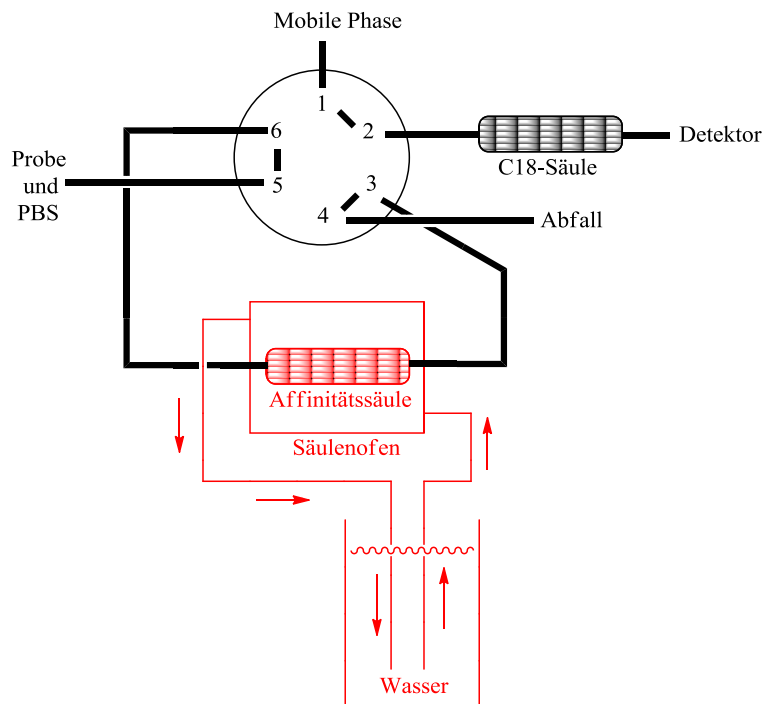 Mobile Phase
1
6
2
Detektor
C18-Säule
Probe
und
PBS
5
3
4
Abfall
Affinitätssäule
Säulenofen
Wasser